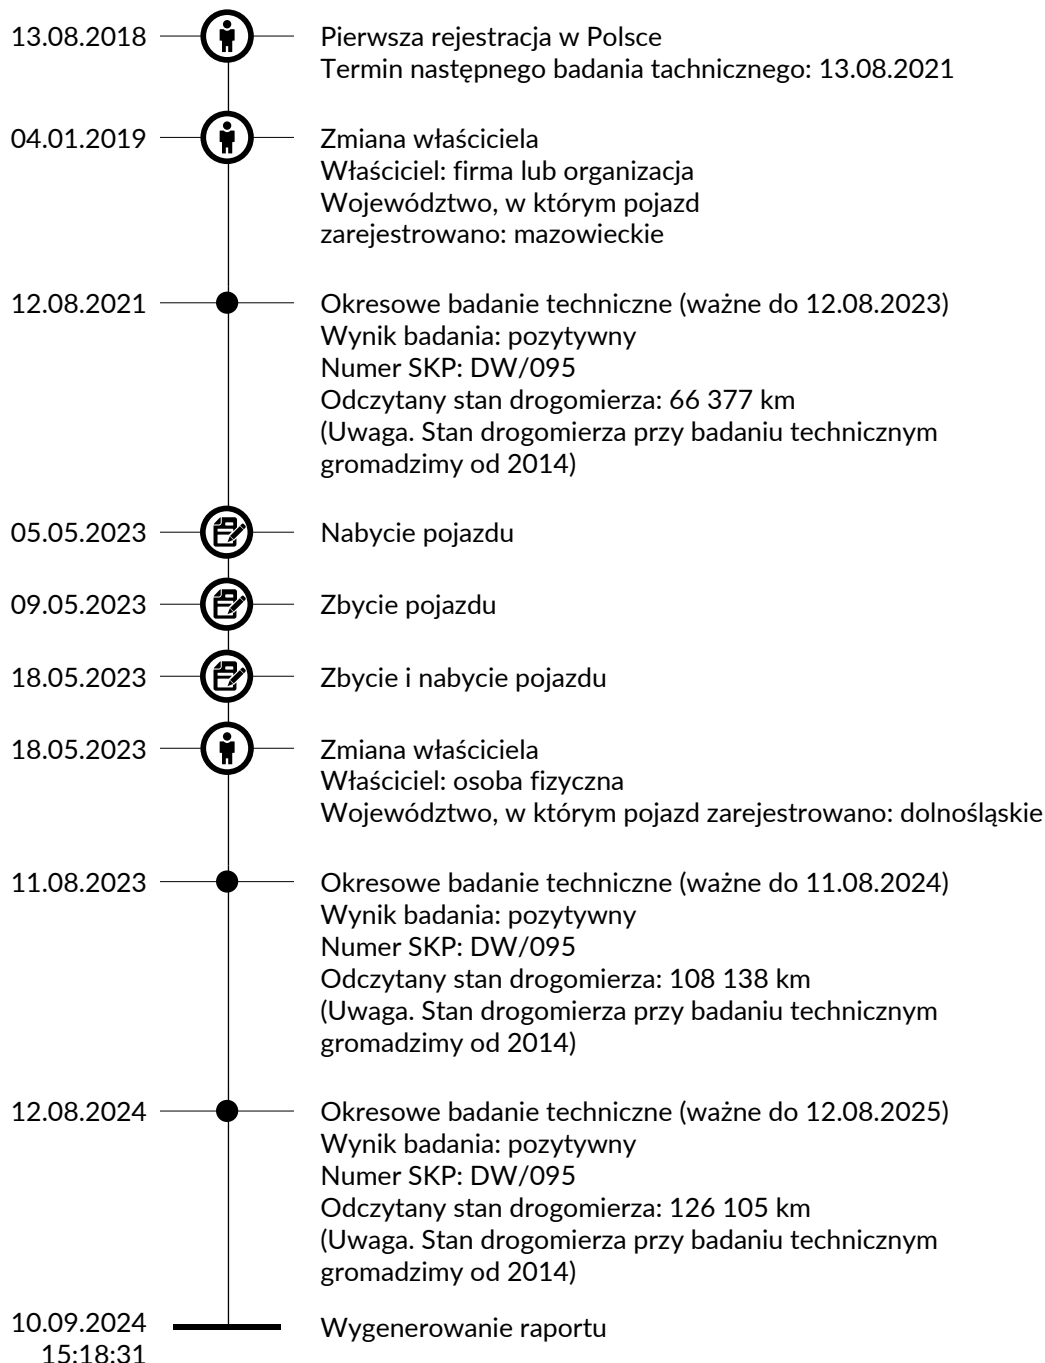 13.08.2018 Pierwsza rejestracja w Polsce
Termin następnego badania tachnicznego: 13.08.2021
04.01.2019 Zmiana właściciela
Właściciel: firma lub organizacja
Województwo, w którym pojazd
zarejestrowano: mazowieckie
12.08.2021 Okresowe badanie techniczne (ważne do 12.08.2023)
Wynik badania: pozytywny
Numer SKP: DW/095
Odczytany stan drogomierza: 66 377 km
(Uwaga. Stan drogomierza przy badaniu technicznym
gromadzimy od 2014)
05.05.2023 Nabycie pojazdu
09.05.2023 Zbycie pojazdu
18.05.2023 Zbycie i nabycie pojazdu
18.05.2023 Zmiana właściciela
Właściciel: osoba fizyczna
Województwo, w którym pojazd zarejestrowano: dolnośląskie
11.08.2023 Okresowe badanie techniczne (ważne do 11.08.2024)
Wynik badania: pozytywny
Numer SKP: DW/095
Odczytany stan drogomierza: 108 138 km
(Uwaga. Stan drogomierza przy badaniu technicznym
gromadzimy od 2014)
12.08.2024 Okresowe badanie techniczne (ważne do 12.08.2025)
Wynik badania: pozytywny
Numer SKP: DW/095
Odczytany stan drogomierza: 126 105 km
(Uwaga. Stan drogomierza przy badaniu technicznym
gromadzimy od 2014)
10.09.2024 Wygenerowanie raportu
15:18:31